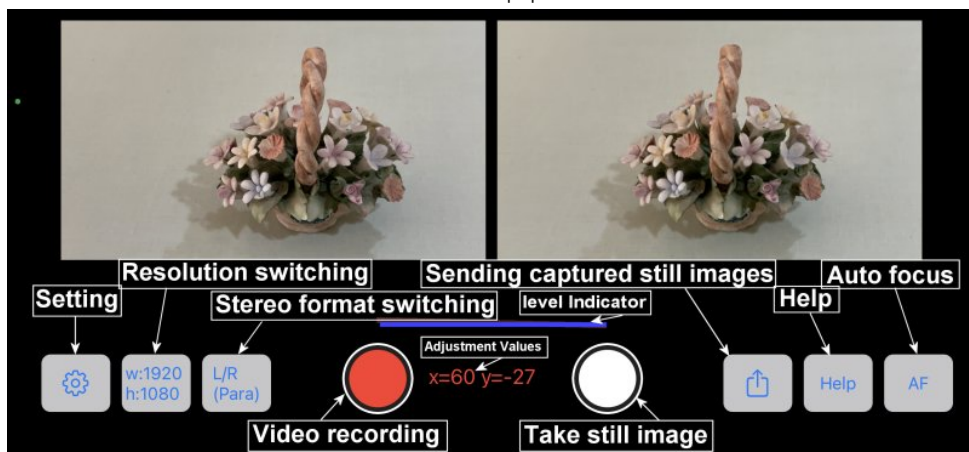 Resolution switching
Sending captured still images
Auto focus
Setting
Stereo format switching
level Indicator
Help
Adjustment Values
w:1920
h:1080
L/R
(Para)
x=60 y=-27
Help
AF
Video recording
Take still image